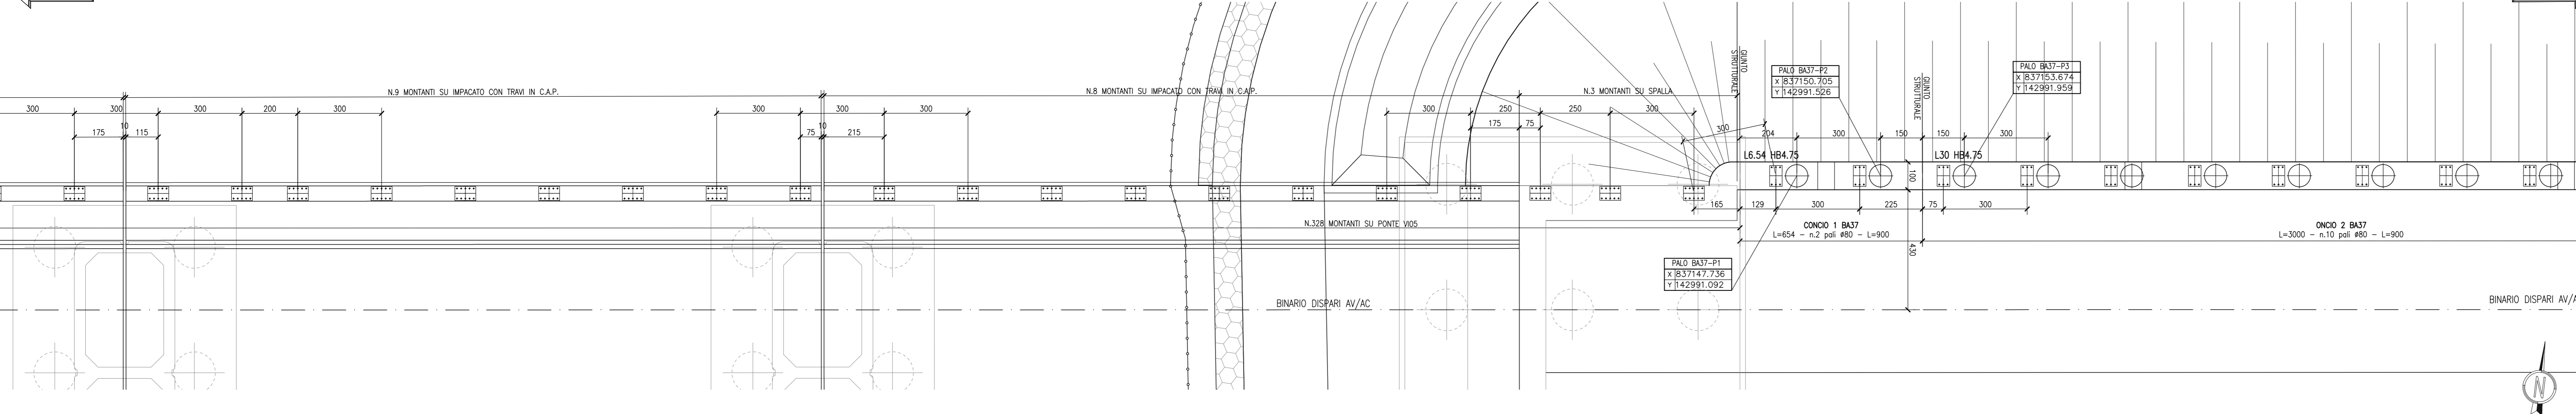 N.9 MONTANTI SU IMPACATO CON TRAVI IN C.A.P.
N.8 MONTANTI SU IMPACATO CON TRAVI IN C.A.P.
N.3 MONTANTI SU SPALLA
GIUNTO
STRUTTURALE
PALO BA37-P2
X 837150.705
Y 142991.526
GIUNTO
STRUTTURALE
PALO BA37-P3
X 837153.674
Y 142991.959
300 300 300 200 300 300 300 300 300 250 250 300
10 10
175 115 75 215 175 75
300
204 300 150 150 300
L6.54 HB4.75
L30 HB4.75
100
165 129 300 225 75 300
N.328 MONTANTI SU PONTE VI05
CONCIO 1 BA37
L=654 - n.2 pali ø80 - L=900
ONCIO 2 BA37
L=3000 - n.10 pali ø80 - L=900
430
PALO BA37-P1
X 837147.736
Y 142991.092
BINARIO DISPARI AV/AC
BINARIO DISPARI AV/A
N